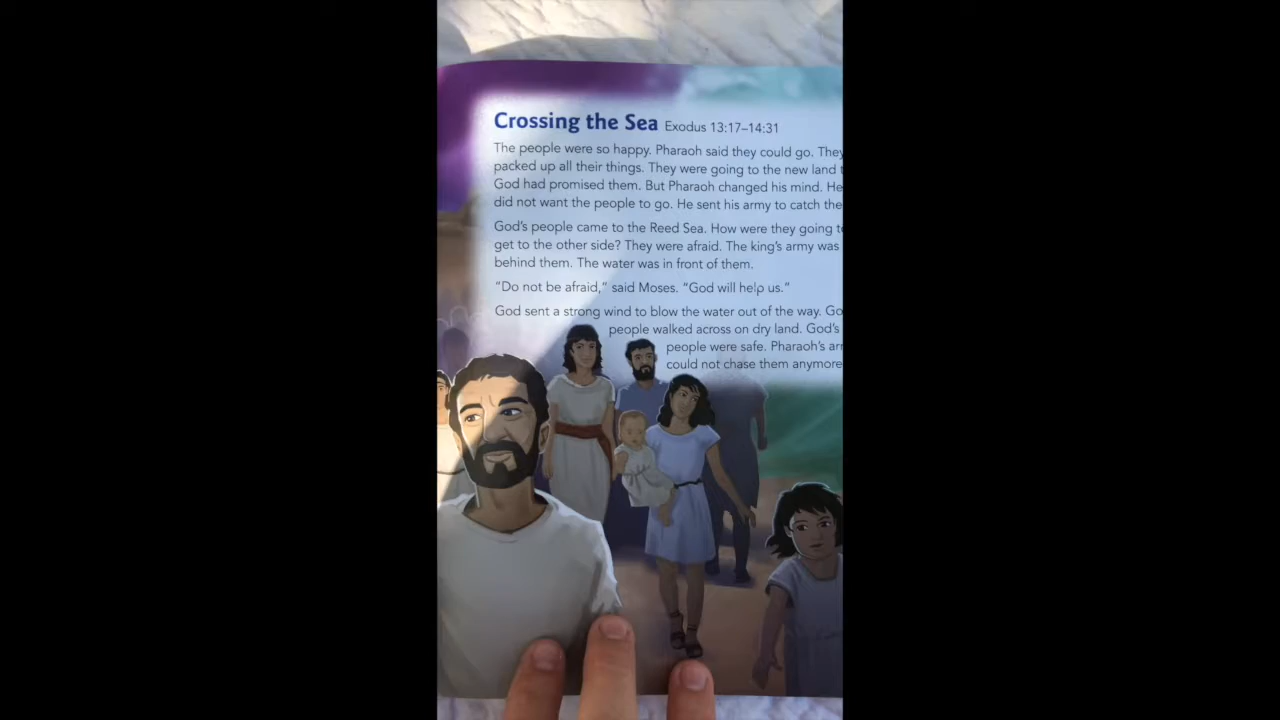 Crossing the Sea Exodus 13:17–14:31
The people were so happy. Pharaoh said they could go. They
packed up all their things. They were going to the new land
God had promised them. But Pharaoh changed his mind. He
did not want the people to go. He sent his army to catch
God's people came to the Reed Sea. How were they going
get to the other side? They were afraid. The king's army was
behind them. The water was in front of them.
"Do not be afraid," said Moses. "God will help us."
God sent a strong wind to blow the water out of the way.
people walked across on dry land. God's
people were safe. Pharaoh's
could not chase them anymore